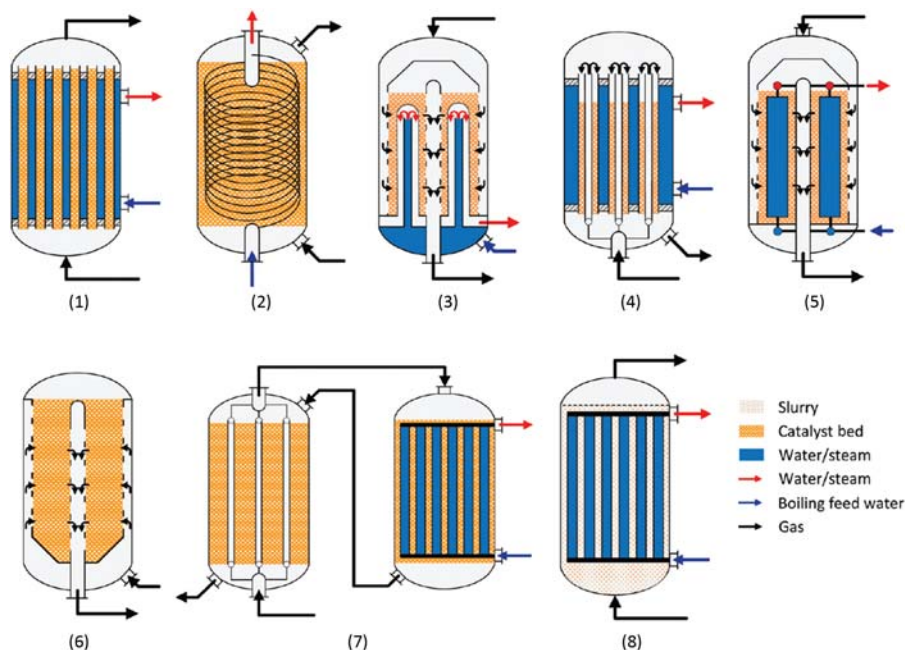 (1)
(2)
(3)
(4)
(5)
(6)
(7)
(8)
Slurry
Catalyst bed
Water/steam
Water/steam
Boiling feed water
Gas